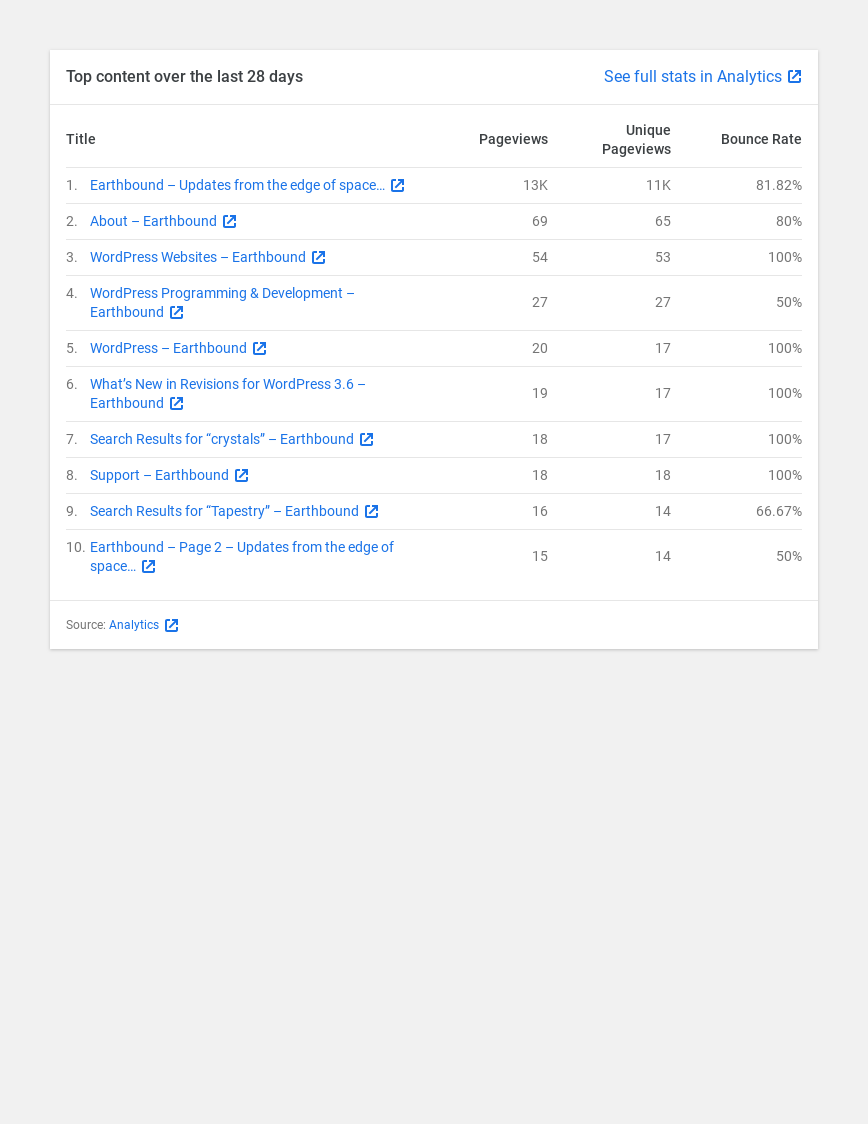 Top content over the last 28 days See full stats in Analytics
Title Pageviews Unique Pageviews Bounce Rate
1. Earthbound – Updates from the edge of space… 13K 11K 81.82%
2. About – Earthbound 69 65 80%
3. WordPress Websites – Earthbound 54 53 100%
4. WordPress Programming & Development –
Earthbound 27 27 50%
5. WordPress – Earthbound 20 17 100%
6. What’s New in Revisions for WordPress 3.6 –
Earthbound 19 17 100%
7. Search Results for “crystals” – Earthbound 18 17 100%
8. Support – Earthbound 18 18 100%
9. Search Results for “Tapestry” – Earthbound 16 14 66.67%
10. Earthbound – Page 2 – Updates from the edge of
space… 15 14 50%
Source: Analytics